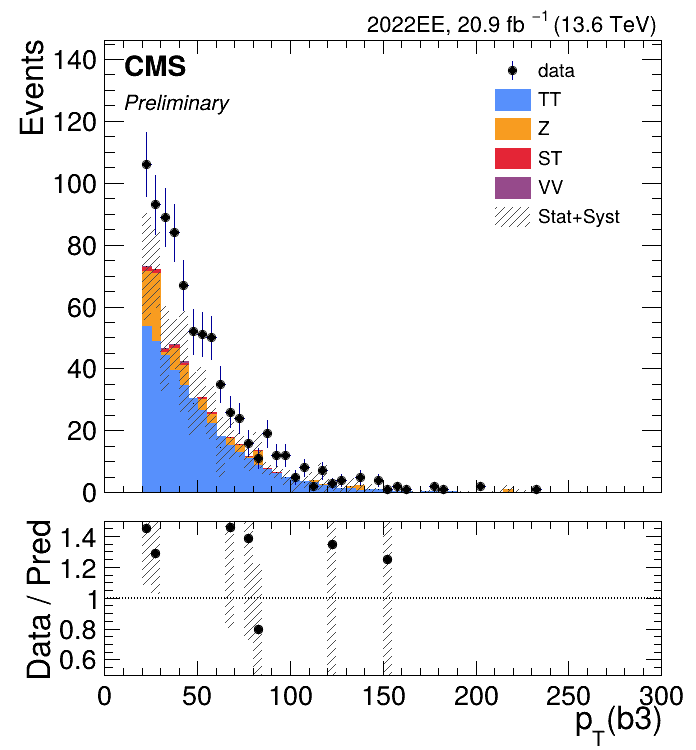 2022EE, 20.9 fb⁻¹ (13.6 TeV)
Events
140
120
100
80
60
40
20
0
CMS
Preliminary
data
TT
Z
ST
VV
Stat+Syst
Data / Pred
1.4
1.2
1
0.8
0.6
0 50 100 150 200 250 300
p_T(b3)